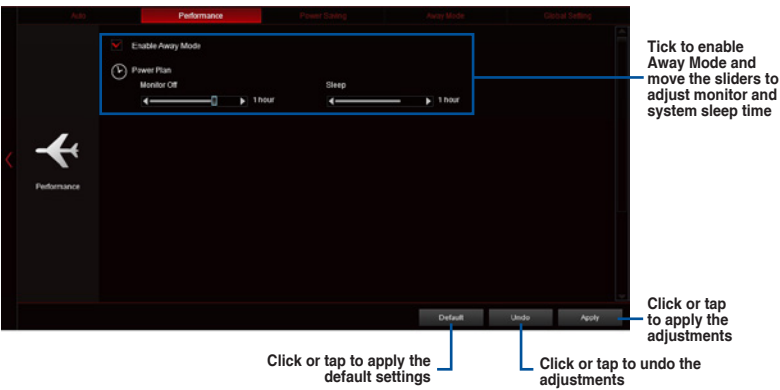 Auto Performance Power Saving Away Mode Global Setting
Enable Away Mode
Power Plan
Monitor Off Sleep
1 hour 1 hour
Performance
Default Undo Apply
Tick to enable
Away Mode and
move the sliders to
adjust monitor and
system sleep time
Click or tap
to apply the
adjustments
Click or tap to apply the
default settings
Click or tap to undo the
adjustments